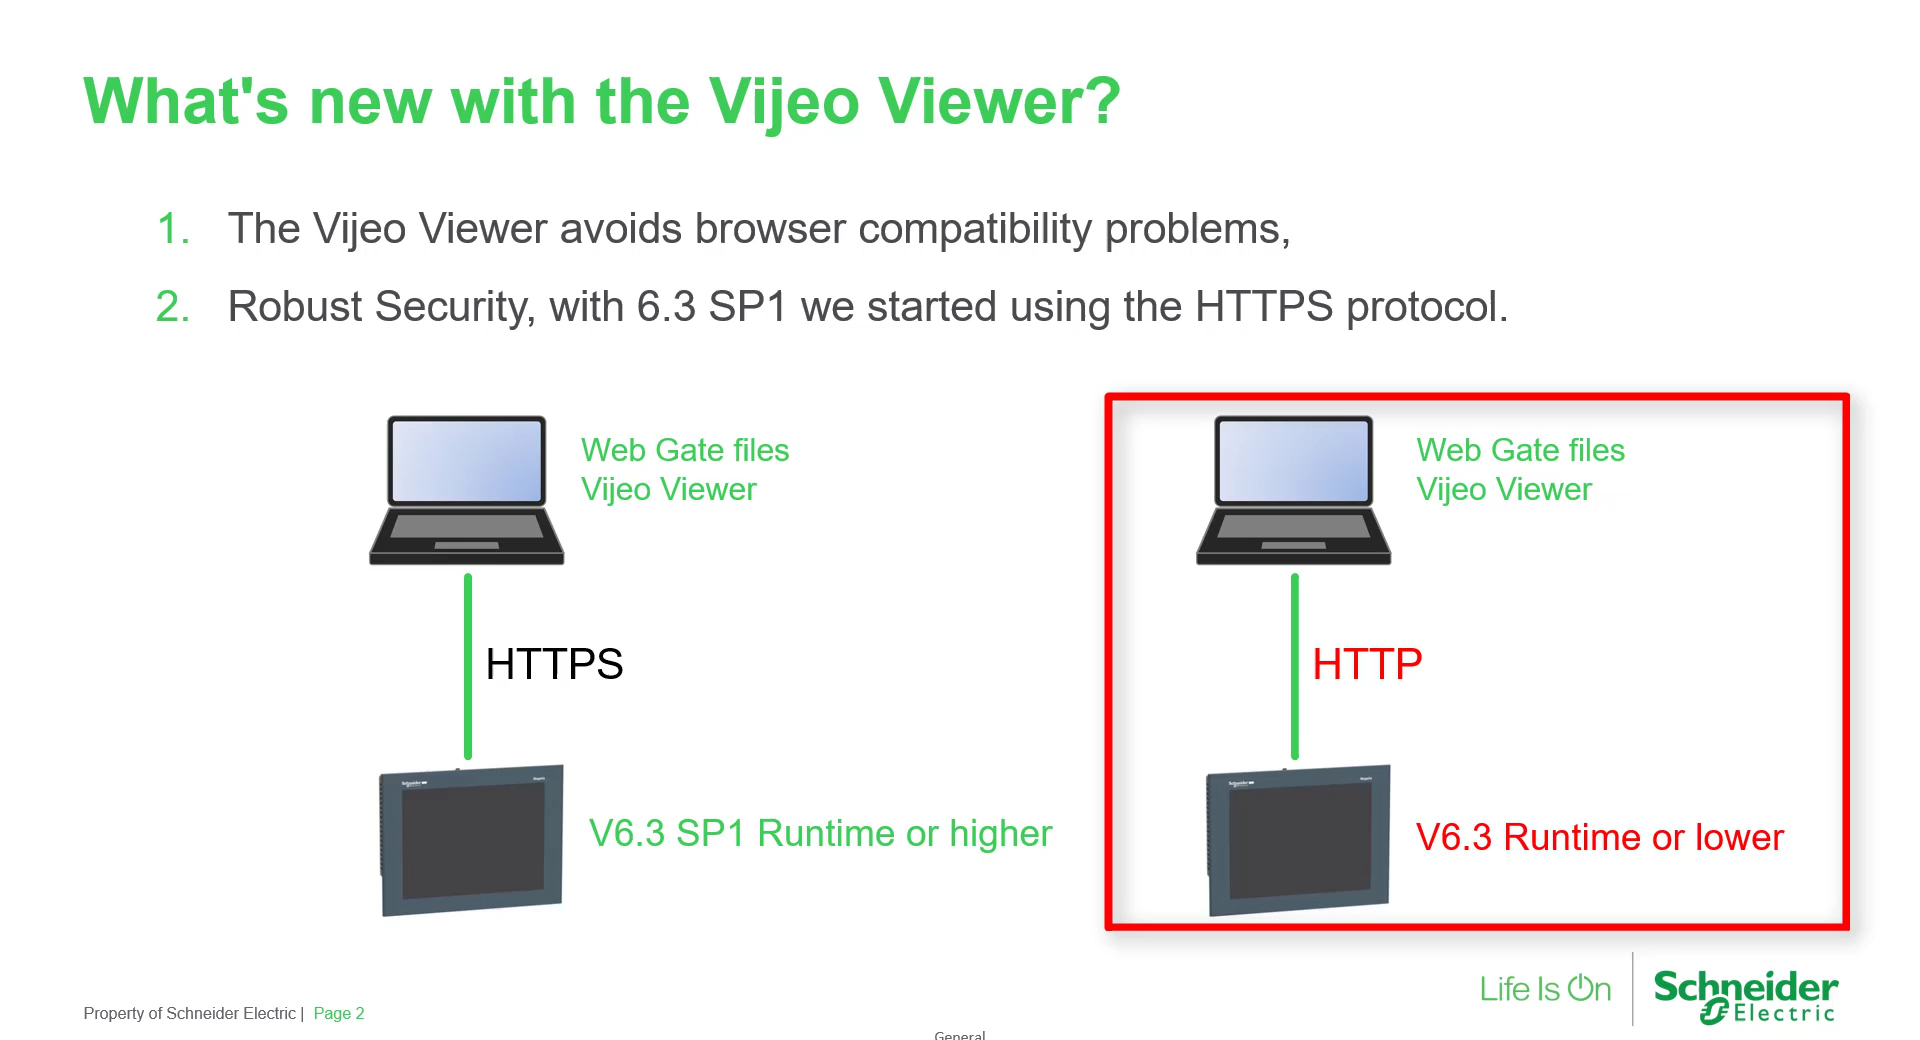 What's new with the Vijeo Viewer?
1. The Vijeo Viewer avoids browser compatibility problems,
2. Robust Security, with 6.3 SP1 we started using the HTTPS protocol.
Web Gate files
Vijeo Viewer
HTTPS
Schneider
V6.3 SP1 Runtime or higher
Web Gate files
Vijeo Viewer
HTTP
Schneider
V6.3 Runtime or lower
Property of Schneider Electric | Page 2
General
Life Is On
Schneider
Electric